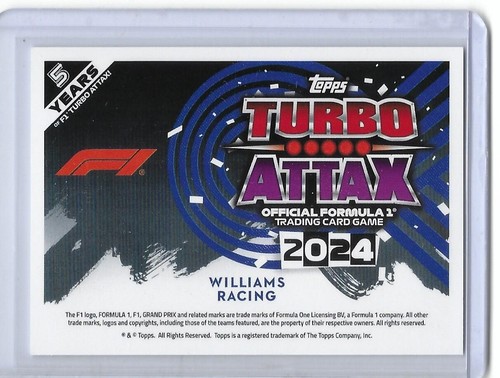 5
YEARS
OF F1® TURBO ATTAX!
Topps
TURBO
ATTAX
OFFICIAL FORMULA 1®
TRADING CARD GAME
2024
F1®
WILLIAMS
RACING
The F1 logo, FORMULA 1, F1, GRAND PRIX and related marks are trade marks of Formula One Licensing BV, a Formula 1 company. All other
trade marks, logos and copyrights, including those of the teams featured, are the property of their respective owners. All rights reserved.
® & © Topps. All Rights Reserved. Topps is a registered trademark of The Topps Company, Inc.